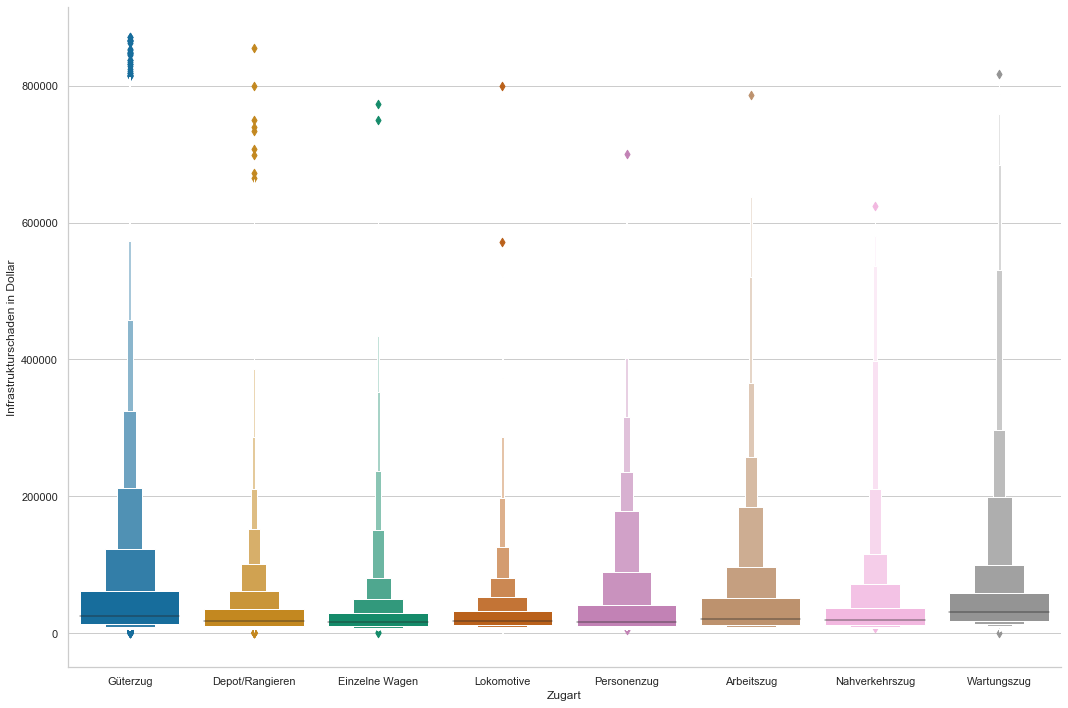 800000
600000
400000
200000
0
Infrastrukturschaden in Dollar
Güterzug Depot/Rangieren Einzelne Wagen Lokomotive Personenzug Arbeitszug Nahverkehrszug Wartungszug
Zugart